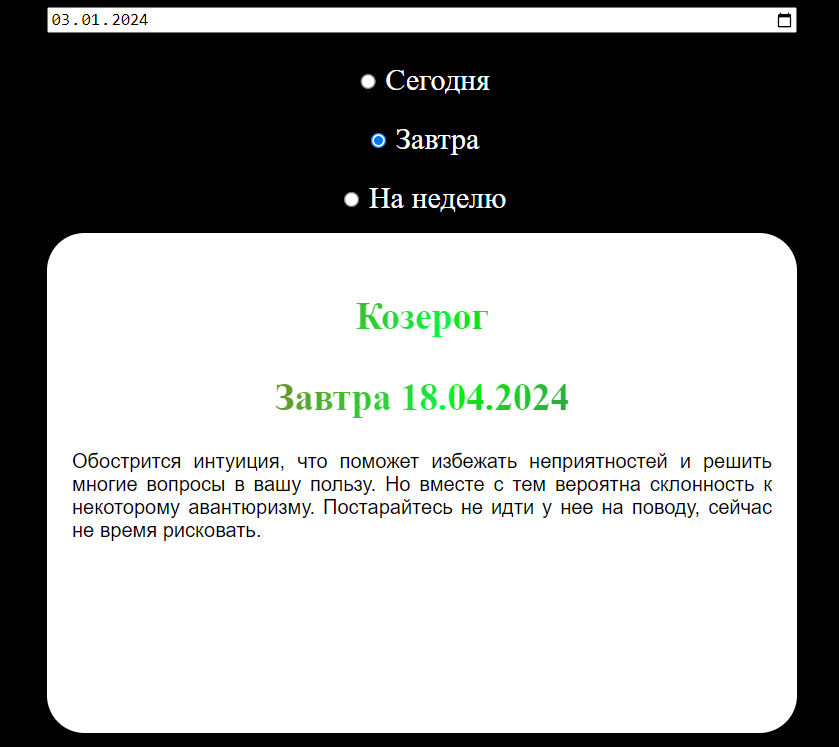 03.01.2024
Сегодня
Завтра
На неделю
Козерог
Завтра 18.04.2024
Обострится интуиция, что поможет избежать неприятностей и решить
многие вопросы в вашу пользу. Но вместе с тем вероятна склонность к
некоторому авантюризму. Постарайтесь не идти у нее на поводу, сейчас
не время рисковать.